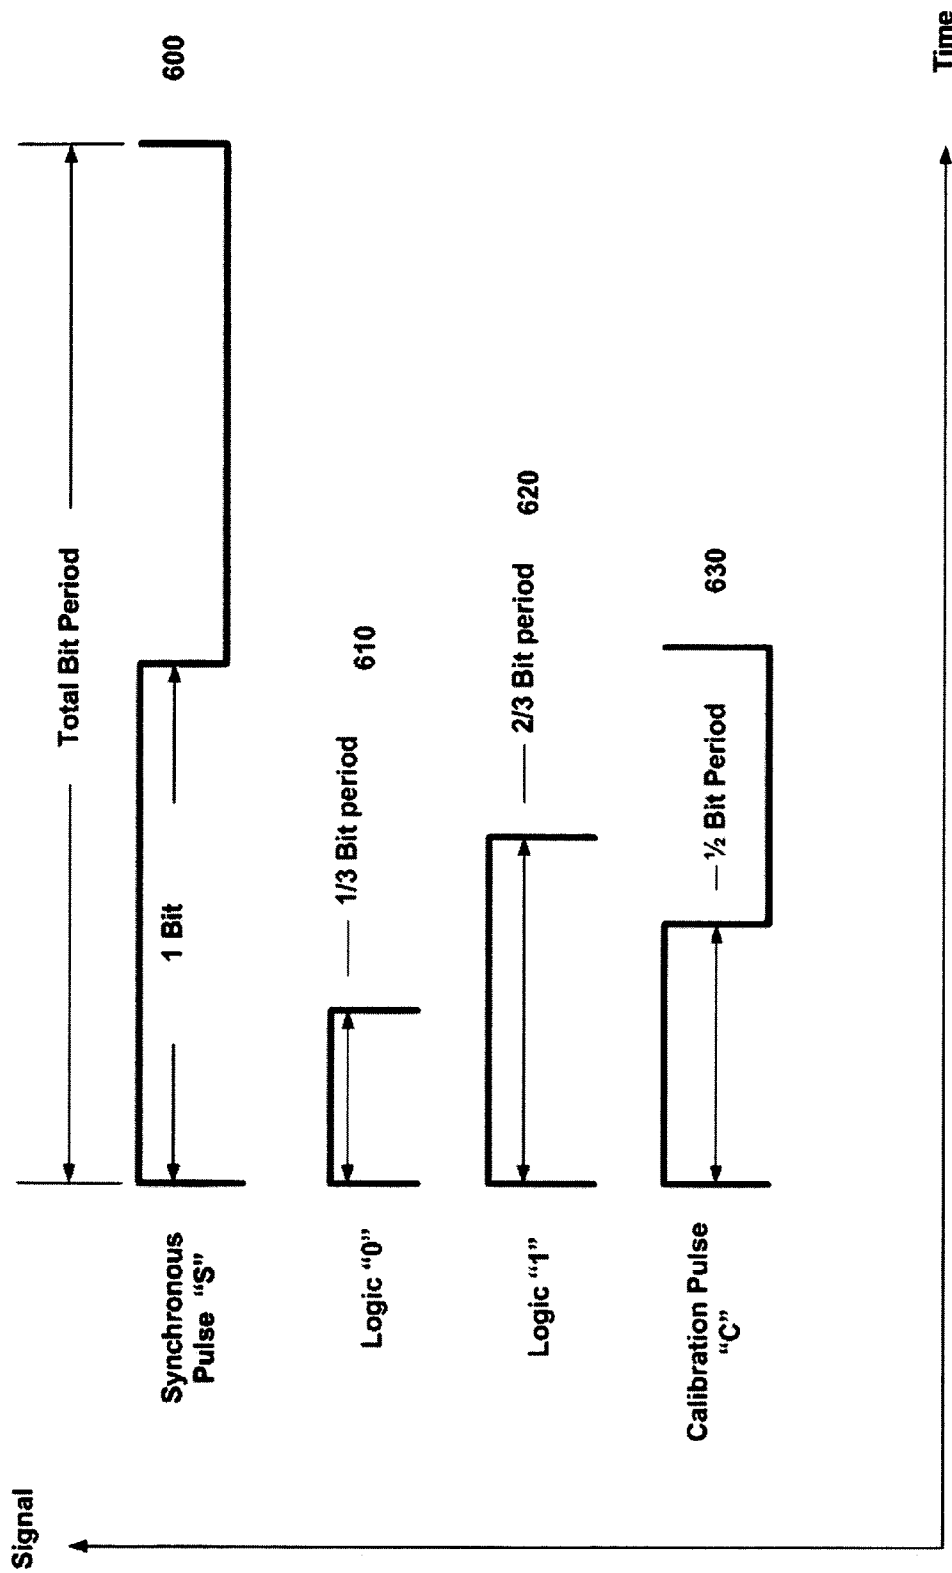 Signal
Total Bit Period
Synchronous
Pulse “S”
1 Bit
600
Logic “0”
1/3 Bit period
610
Logic “1”
2/3 Bit period
620
Calibration Pulse
“C”
½ Bit Period
630
Time